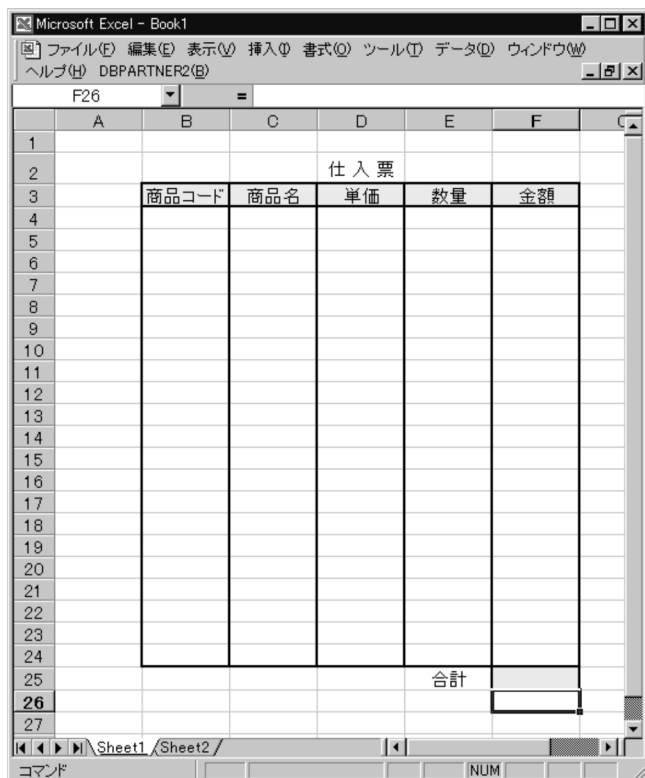 Microsoft Excel - Book1
ファイル(F) 編集(E) 表示(V) 挿入(I) 書式(O) ツール(T) データ(D) ウィンドウ(W)
ヘルプ(H) DBPARTNER2(B)
F26 =
A B C D E F G
1
2 仕 入 票
3 商品コード 商品名 単価 数量 金額
4
5
6
7
8
9
10
11
12
13
14
15
16
17
18
19
20
21
22
23
24
25 合計
26
27
Sheet1 Sheet2
コマンド NUM